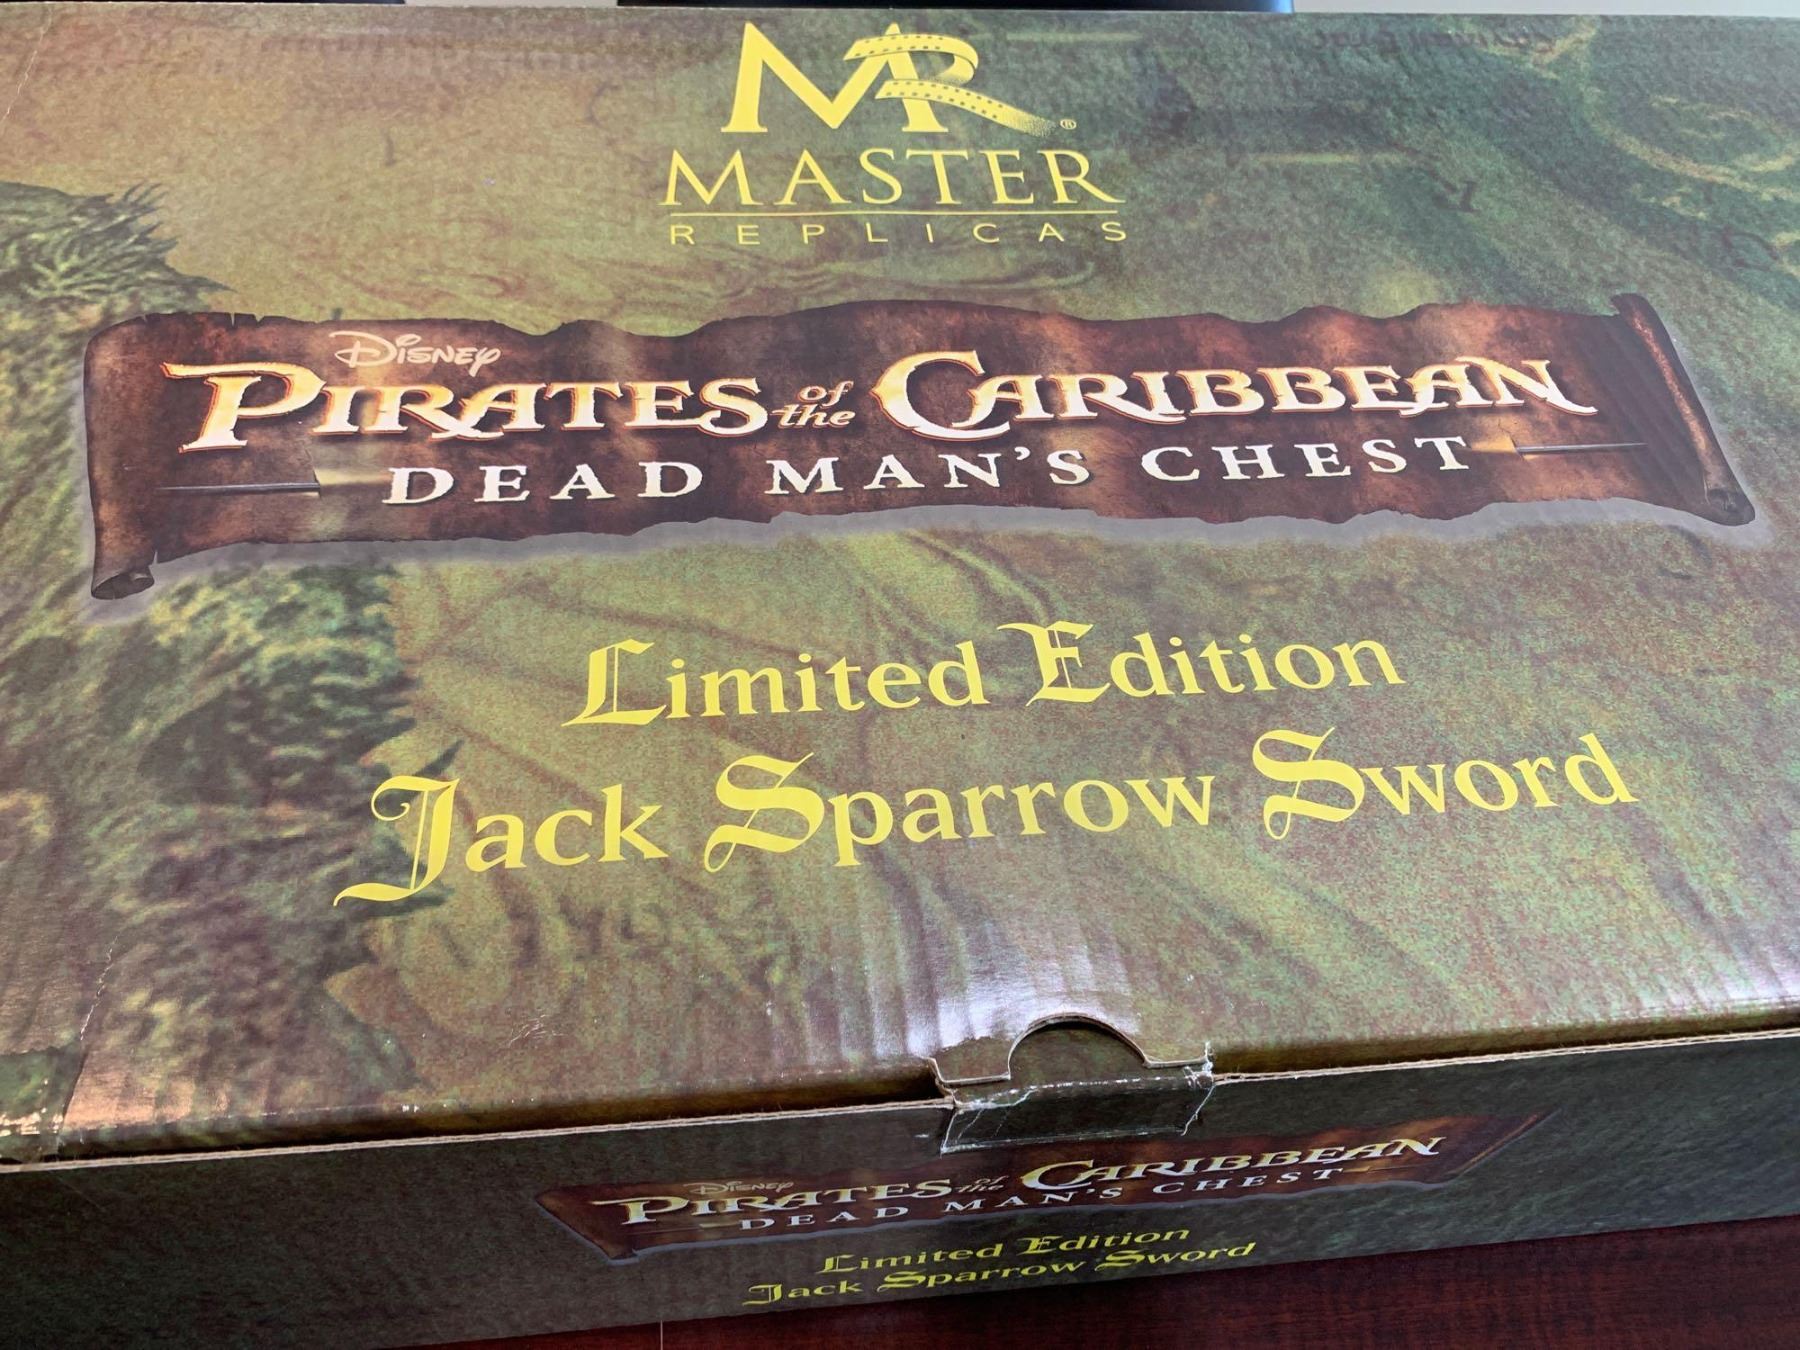 MR®
MASTER
REPLICAS
Disney
PIRATES of the CARIBBEAN
DEAD MAN'S CHEST
Limited Edition
Jack Sparrow Sword
Disney
PIRATES of the CARIBBEAN
DEAD MAN'S CHEST
Limited Edition
Jack Sparrow Sword